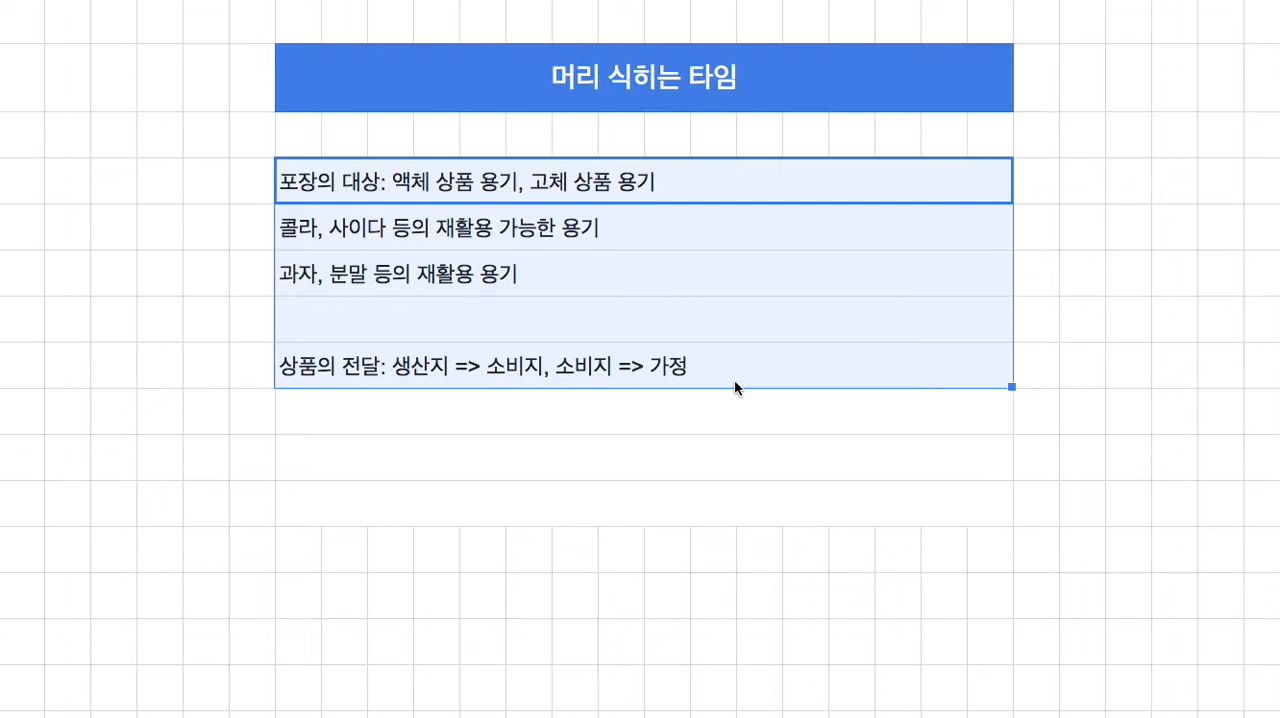 머리 식히는 타임
포장의 대상: 액체 상품 용기, 고체 상품 용기
콜라, 사이다 등의 재활용 가능한 용기
과자, 분말 등의 재활용 용기
상품의 전달: 생산지 => 소비지, 소비지 => 가정